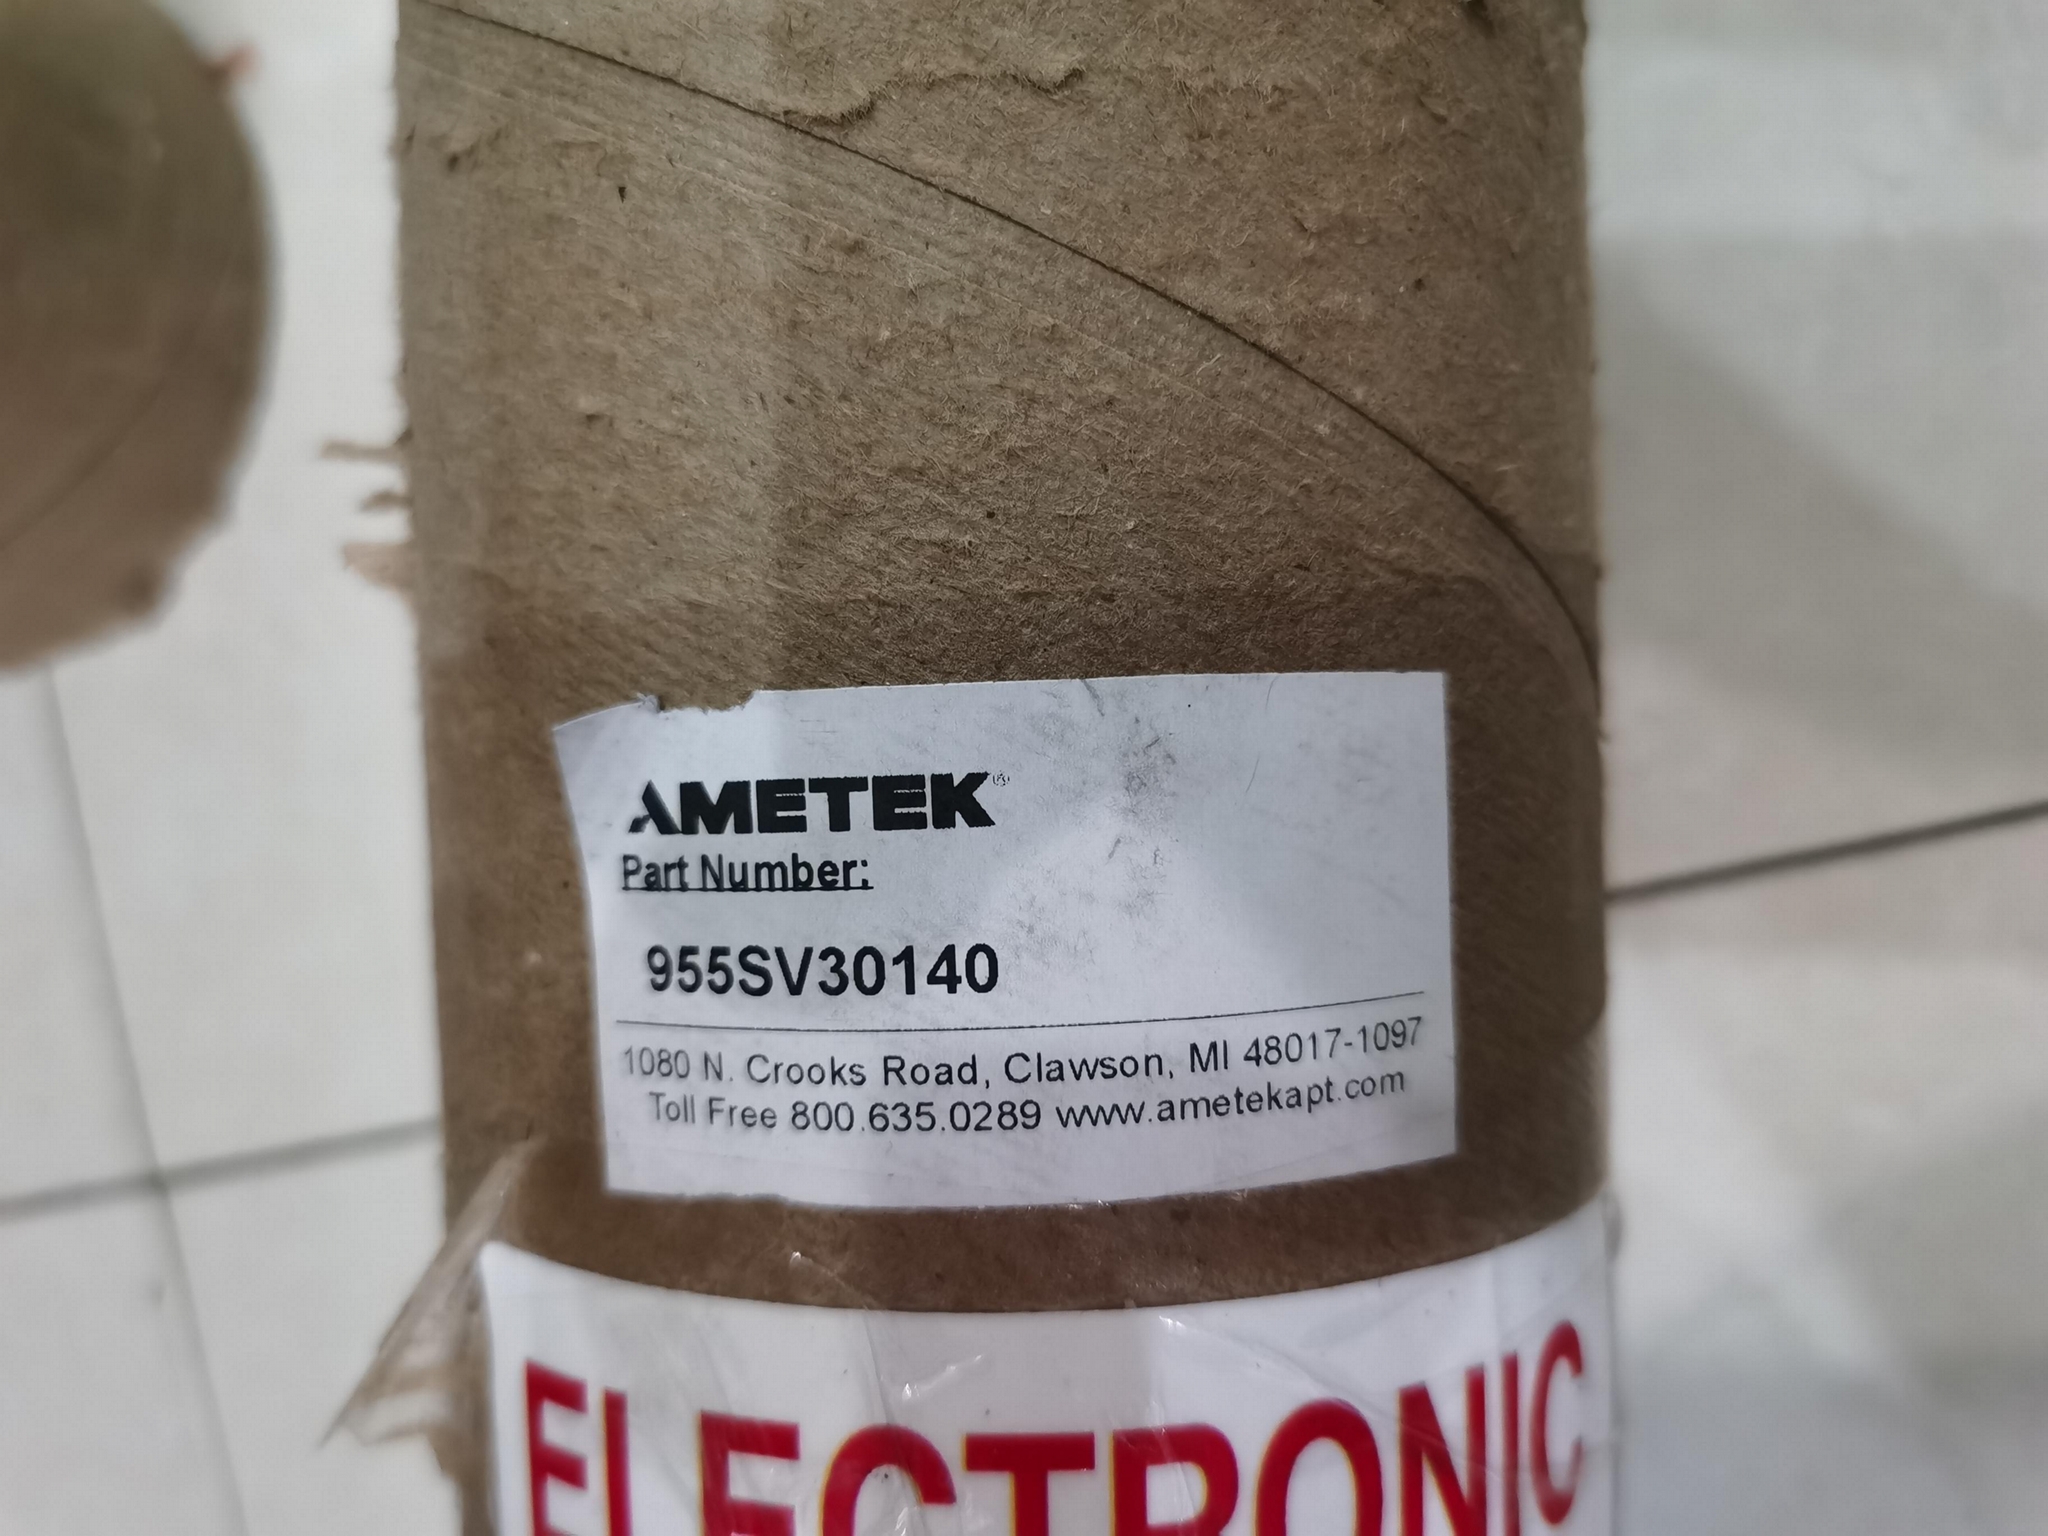 AMETEK®
Part Number:
955SV30140
1080 N. Crooks Road, Clawson, MI 48017-1097
Toll Free 800.635.0289 www.ametekapt.com
ELECTRONIC